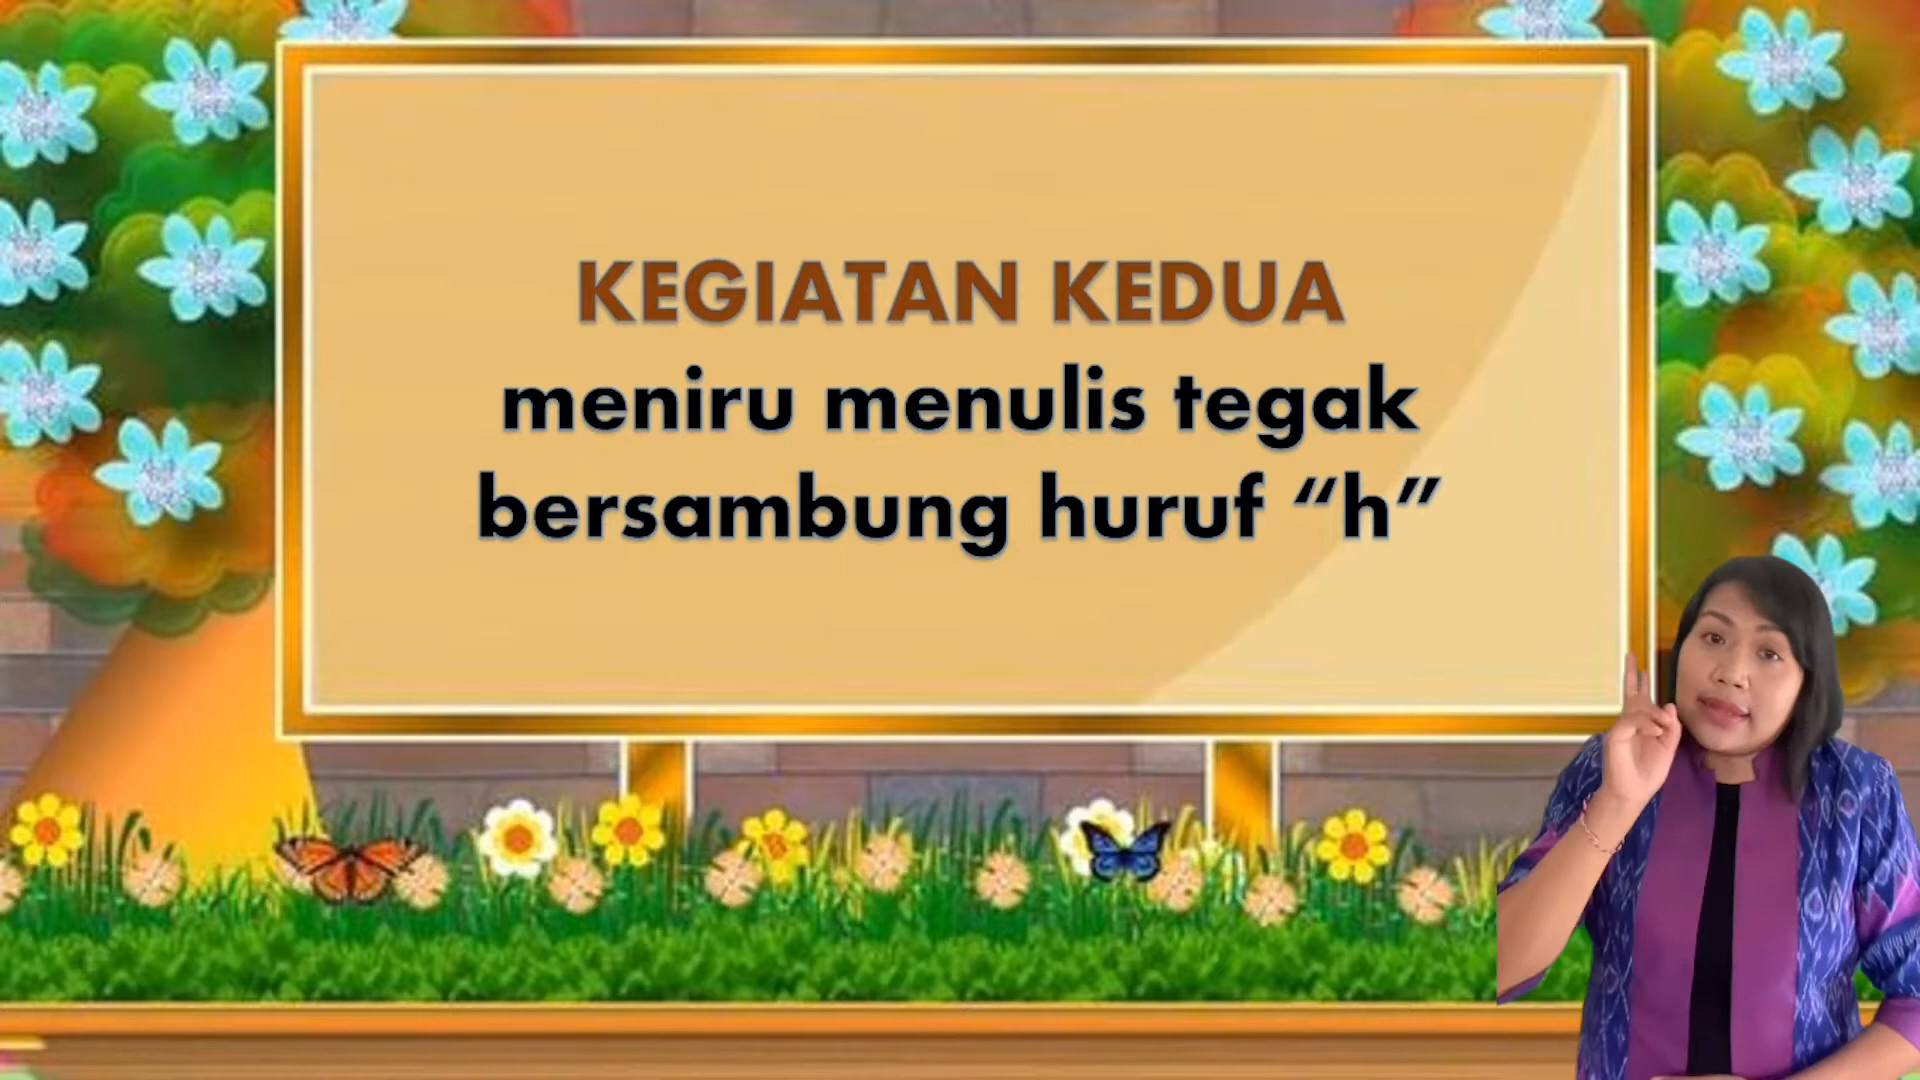 KEGIATAN KEDUA
meniru menulis tegak
bersambung huruf “h”